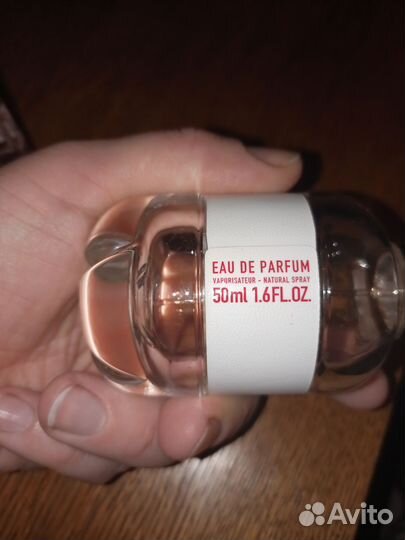 EAU DE PARFUM
VAPORISATEUR - NATURAL SPRAY
50ml 1.6FL.OZ.
Avito